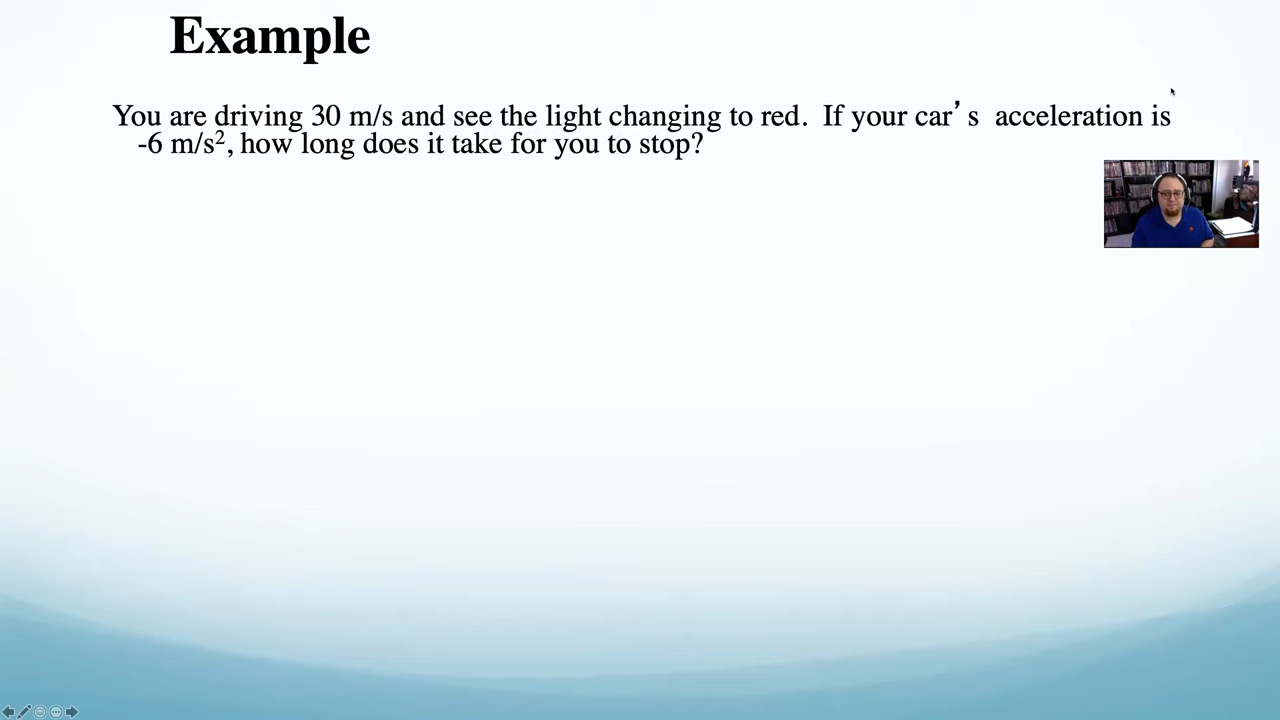 Example
You are driving 30 m/s and see the light changing to red.  If your car’s  acceleration is
-6 m/s², how long does it take for you to stop?